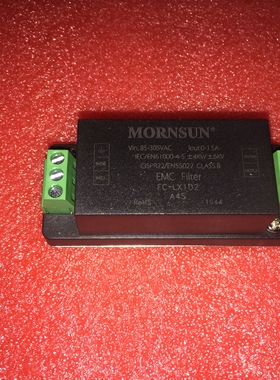 MORNSUN®
Vin: 85-305VAC Iout: 0-1.5A
IEC/EN61000-4-5 ±4KV/±2KV
CISPR22/EN55022 CLASS B
EMC Filter
FC-LX1D2
A4S
RoHS 1544